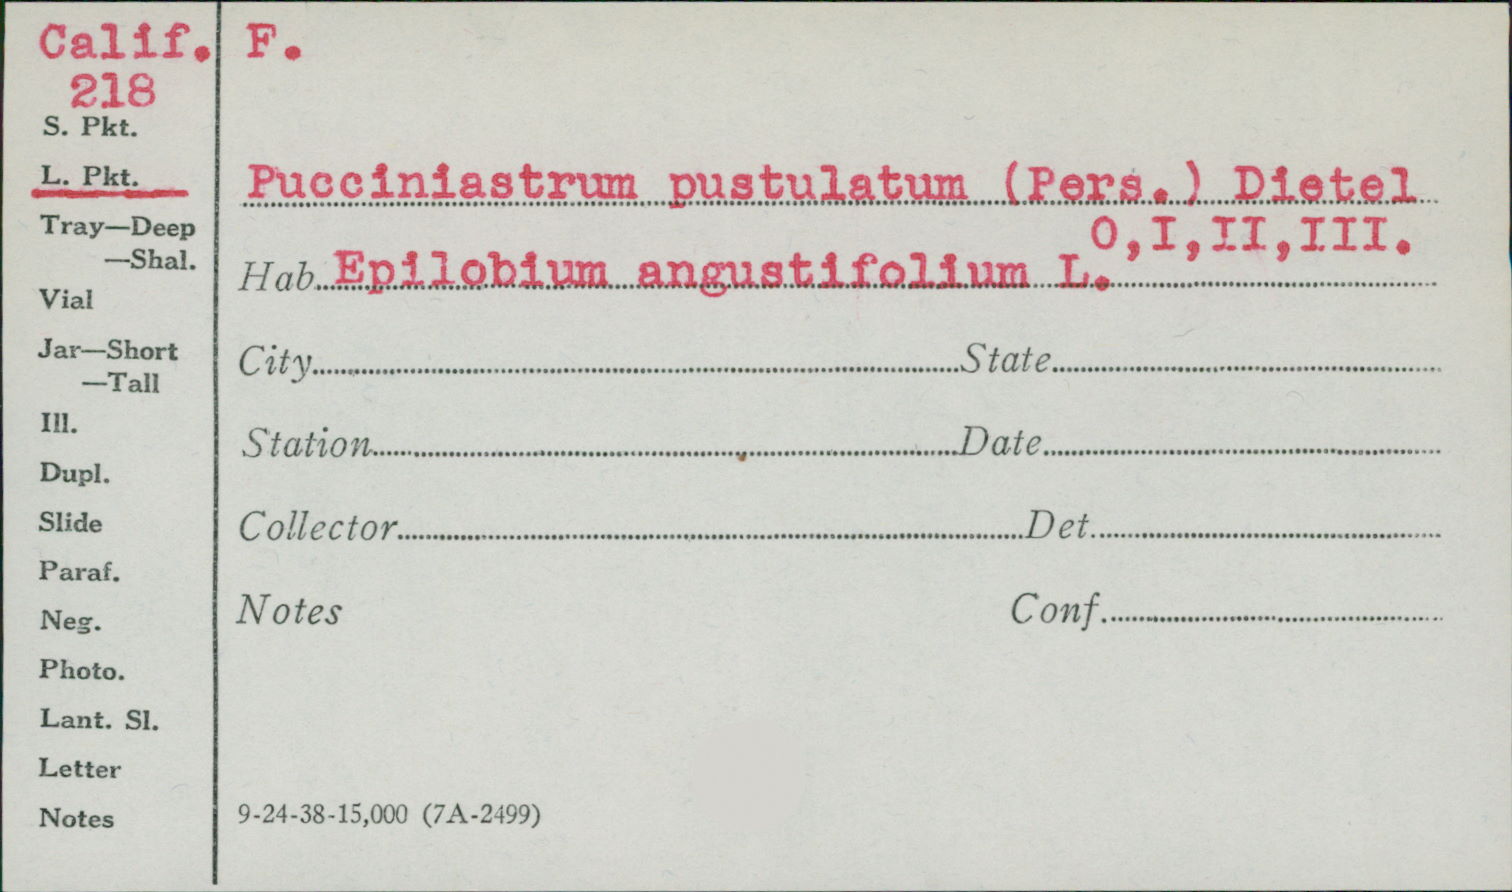 Calif. F.
218
S. Pkt.
L. Pkt.
Pucciniastrum pustulatum (Pers.) Dietel
O,I,II,III.
Tray—Deep
—Shal.
Hab. Epilobium angustifolium L.
Vial
Jar—Short
—Tall
City State
Ill.
Station Date
Dupl.
Slide
Collector Det.
Paraf.
Neg.
Notes Conf.
Photo.
Lant. Sl.
Letter
Notes
9-24-38-15,000 (7A-2499)